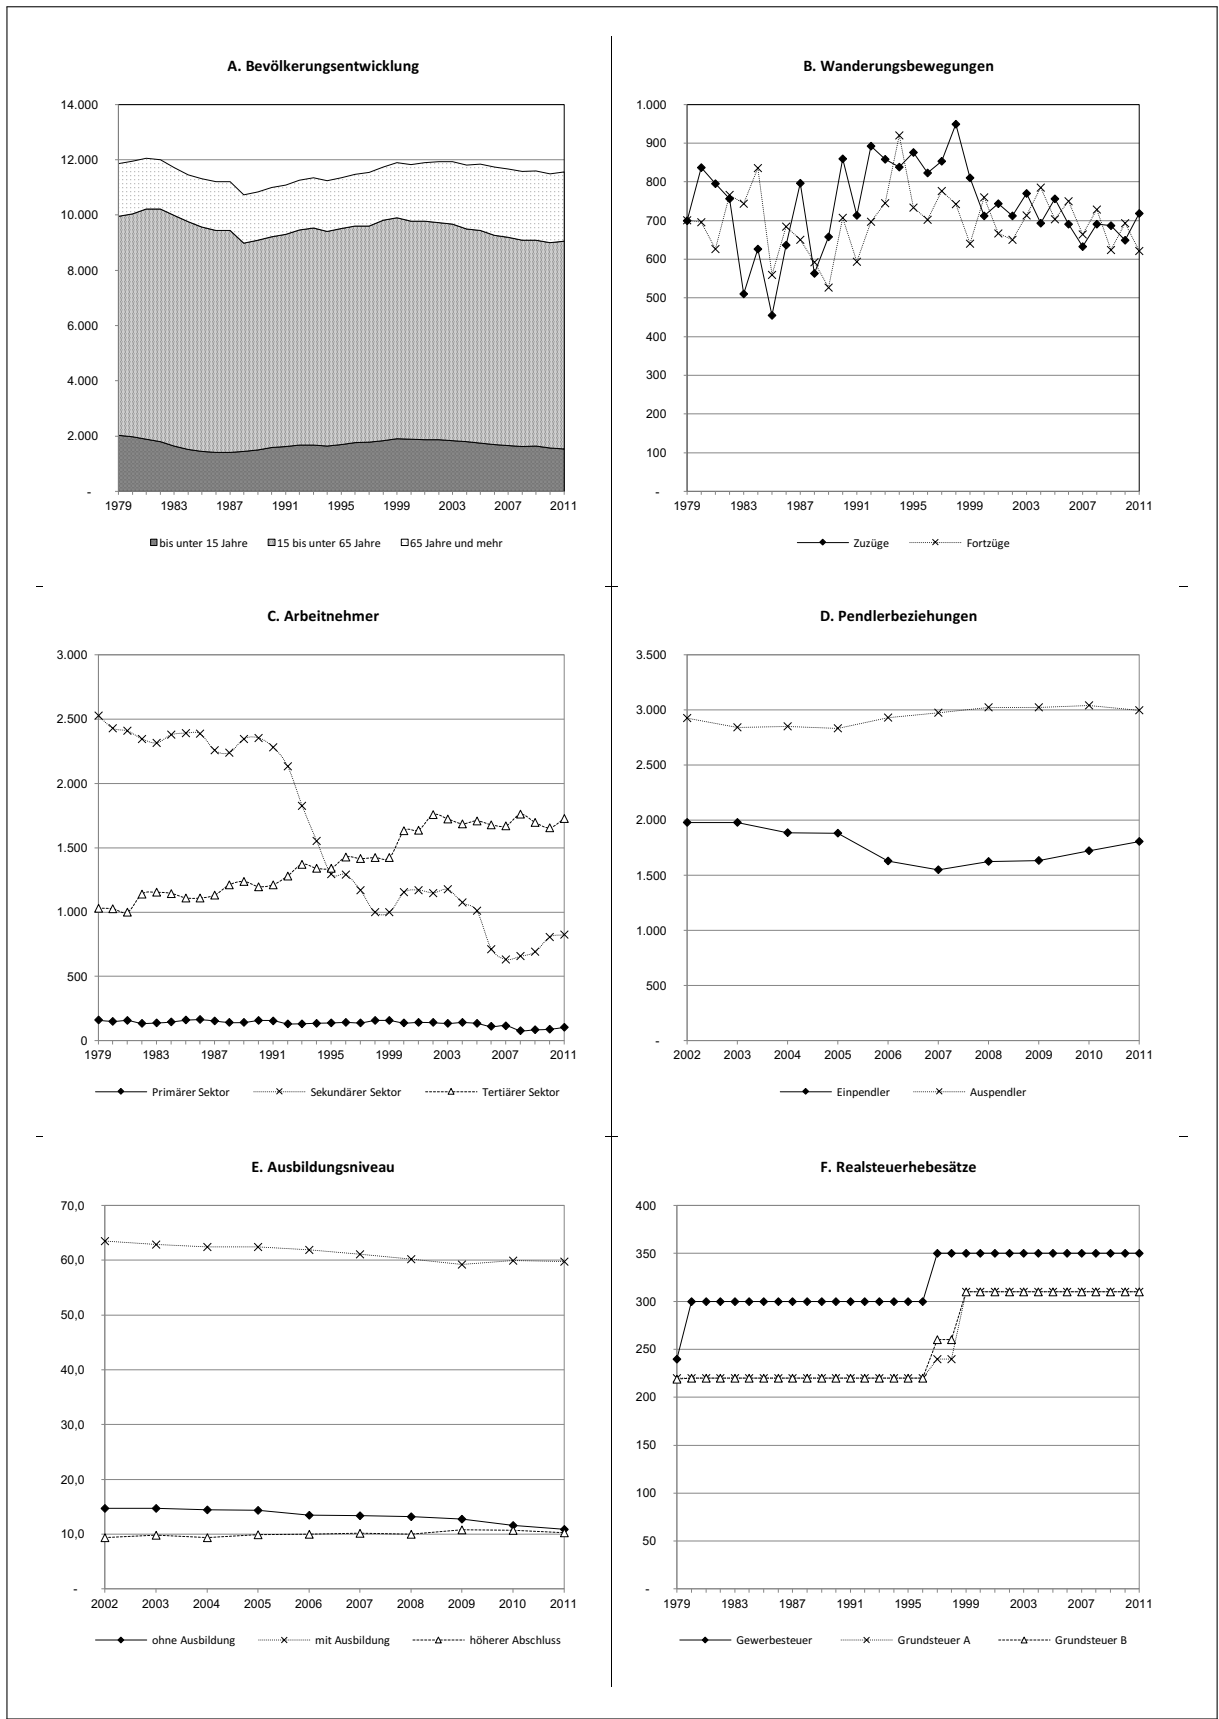 A. Bevölkerungsentwicklung
14.000
12.000
10.000
8.000
6.000
4.000
2.000
-
1979 1983 1987 1991 1995 1999 2003 2007 2011
bis unter 15 Jahre 15 bis unter 65 Jahre 65 Jahre und mehr
B. Wanderungsbewegungen
1.000
900
800
700
600
500
400
300
200
100
-
1979 1983 1987 1991 1995 1999 2003 2007 2011
Zuzüge Fortzüge
C. Arbeitnehmer
3.000
2.500
2.000
1.500
1.000
500
0
1979 1983 1987 1991 1995 1999 2003 2007 2011
Primärer Sektor Sekundärer Sektor Tertiärer Sektor
D. Pendlerbeziehungen
3.500
3.000
2.500
2.000
1.500
1.000
500
-
2002 2003 2004 2005 2006 2007 2008 2009 2010 2011
Einpendler Auspendler
E. Ausbildungsniveau
70,0
60,0
50,0
40,0
30,0
20,0
10,0
-
2002 2003 2004 2005 2006 2007 2008 2009 2010 2011
ohne Ausbildung mit Ausbildung höherer Abschluss
F. Realsteuerhebesätze
400
350
300
250
200
150
100
50
-
1979 1983 1987 1991 1995 1999 2003 2007 2011
Gewerbesteuer Grundsteuer A Grundsteuer B